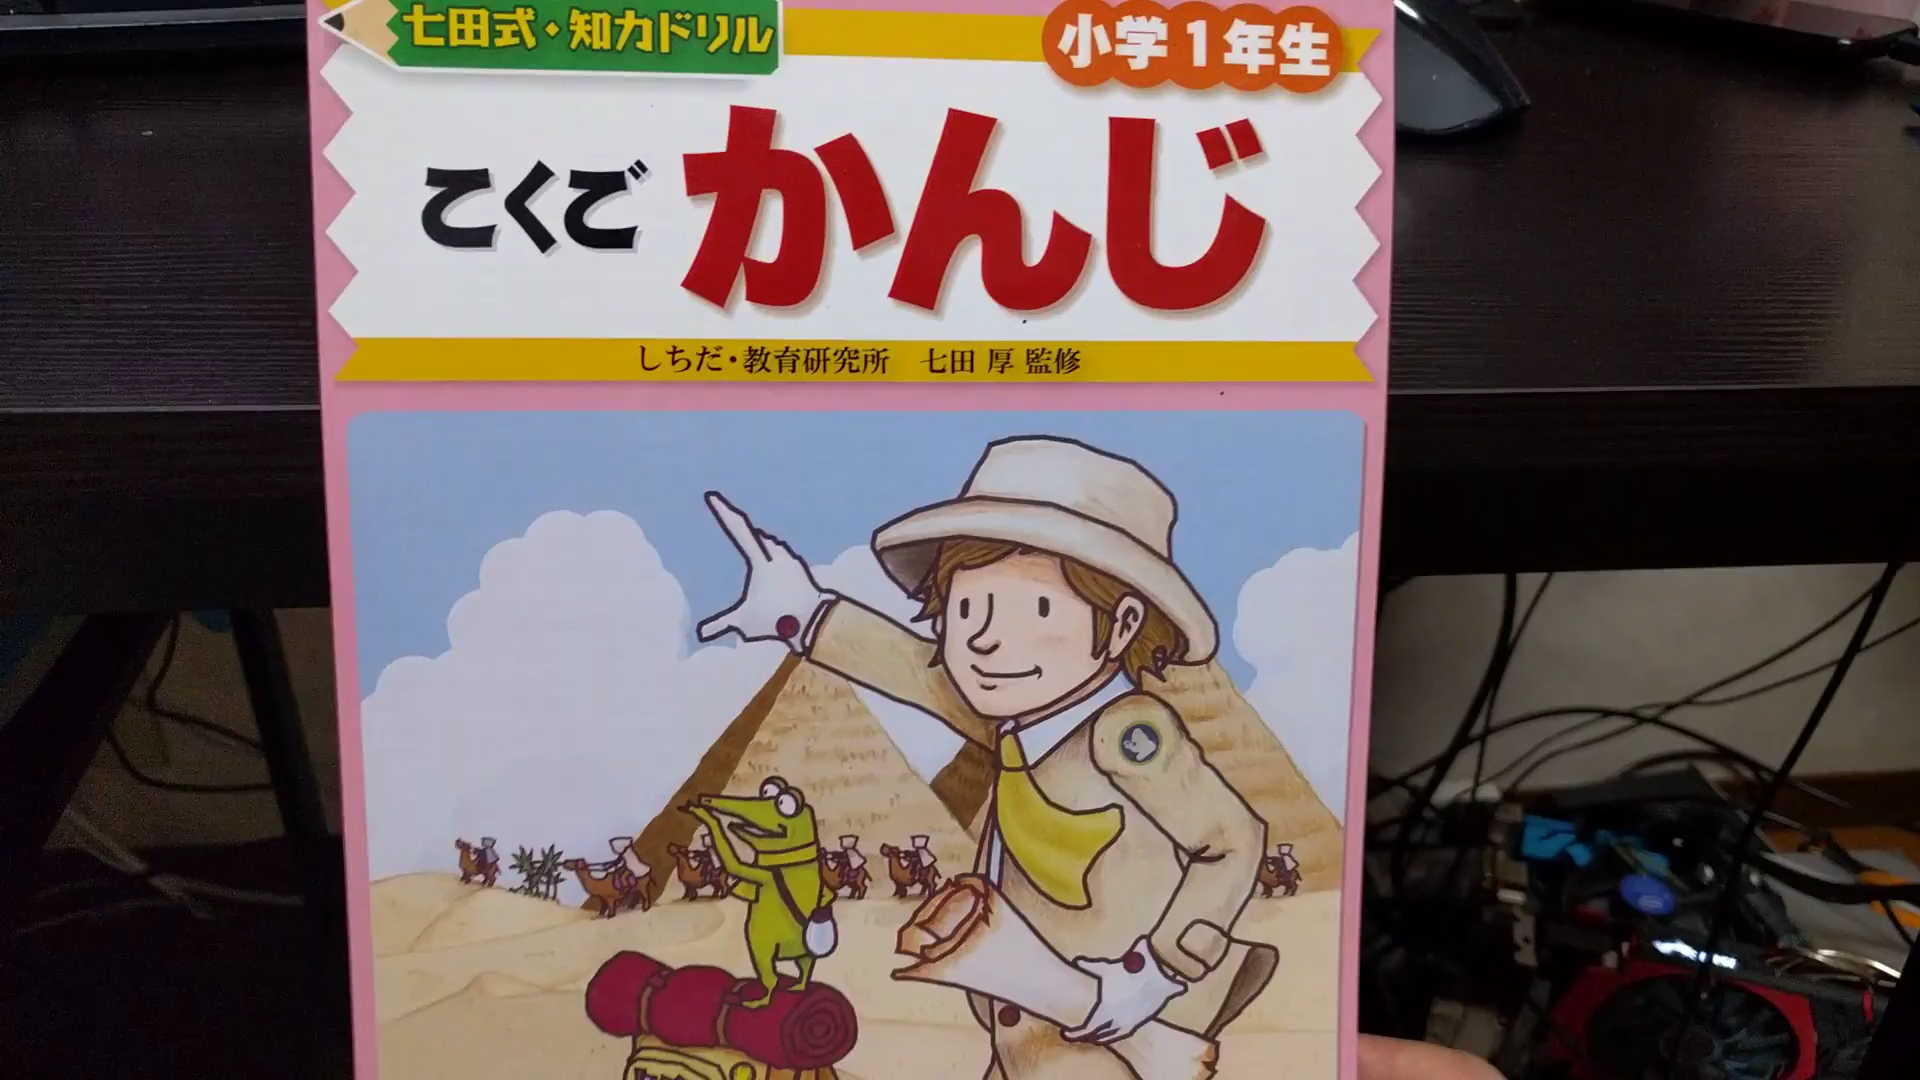 七田式・知力ドリル
小学1年生
こくご かんじ
しちだ・教育研究所 七田 厚 監修